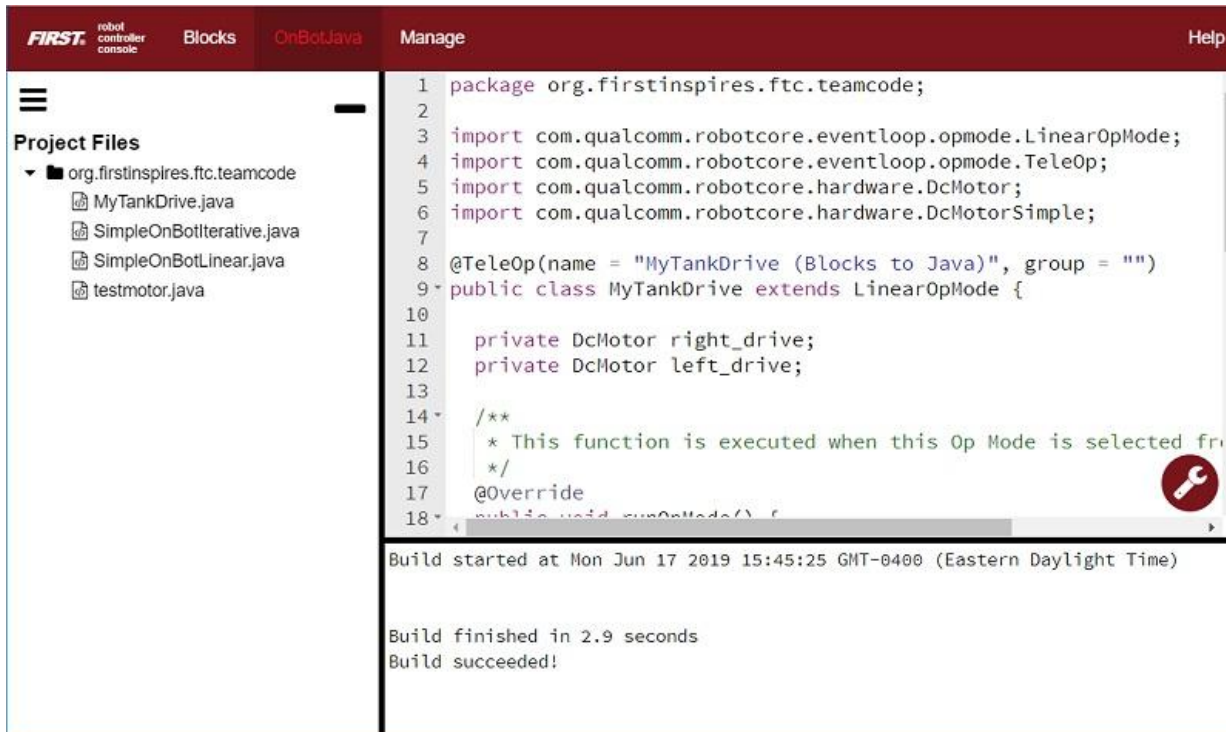 FIRST. robot controller console Blocks OnBotJava Manage Help
Project Files
org.firstinspires.ftc.teamcode
MyTankDrive.java
SimpleOnBotIterative.java
SimpleOnBotLinear.java
testmotor.java
1 package org.firstinspires.ftc.teamcode;
2
3 import com.qualcomm.robotcore.eventloop.opmode.LinearOpMode;
4 import com.qualcomm.robotcore.eventloop.opmode.TeleOp;
5 import com.qualcomm.robotcore.hardware.DcMotor;
6 import com.qualcomm.robotcore.hardware.DcMotorSimple;
7
8 @TeleOp(name = "MyTankDrive (Blocks to Java)", group = "")
9 public class MyTankDrive extends LinearOpMode {
10
11 private DcMotor right_drive;
12 private DcMotor left_drive;
13
14 /**
15 * This function is executed when this Op Mode is selected
16 */
17 @Override
18 public void runOpMode() {
Build started at Mon Jun 17 2019 15:45:25 GMT-0400 (Eastern Daylight Time)
Build finished in 2.9 seconds
Build succeeded!